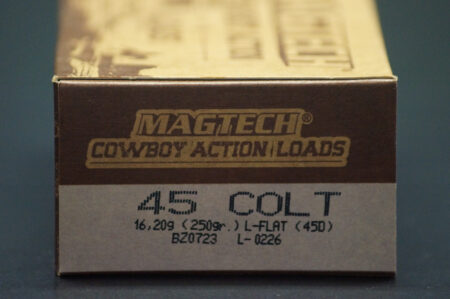 MAGTECH®
COWBOY ACTION LOADS
45 COLT
16,20g (250gr.) L-FLAT (45D)
BZ0723 L-0226